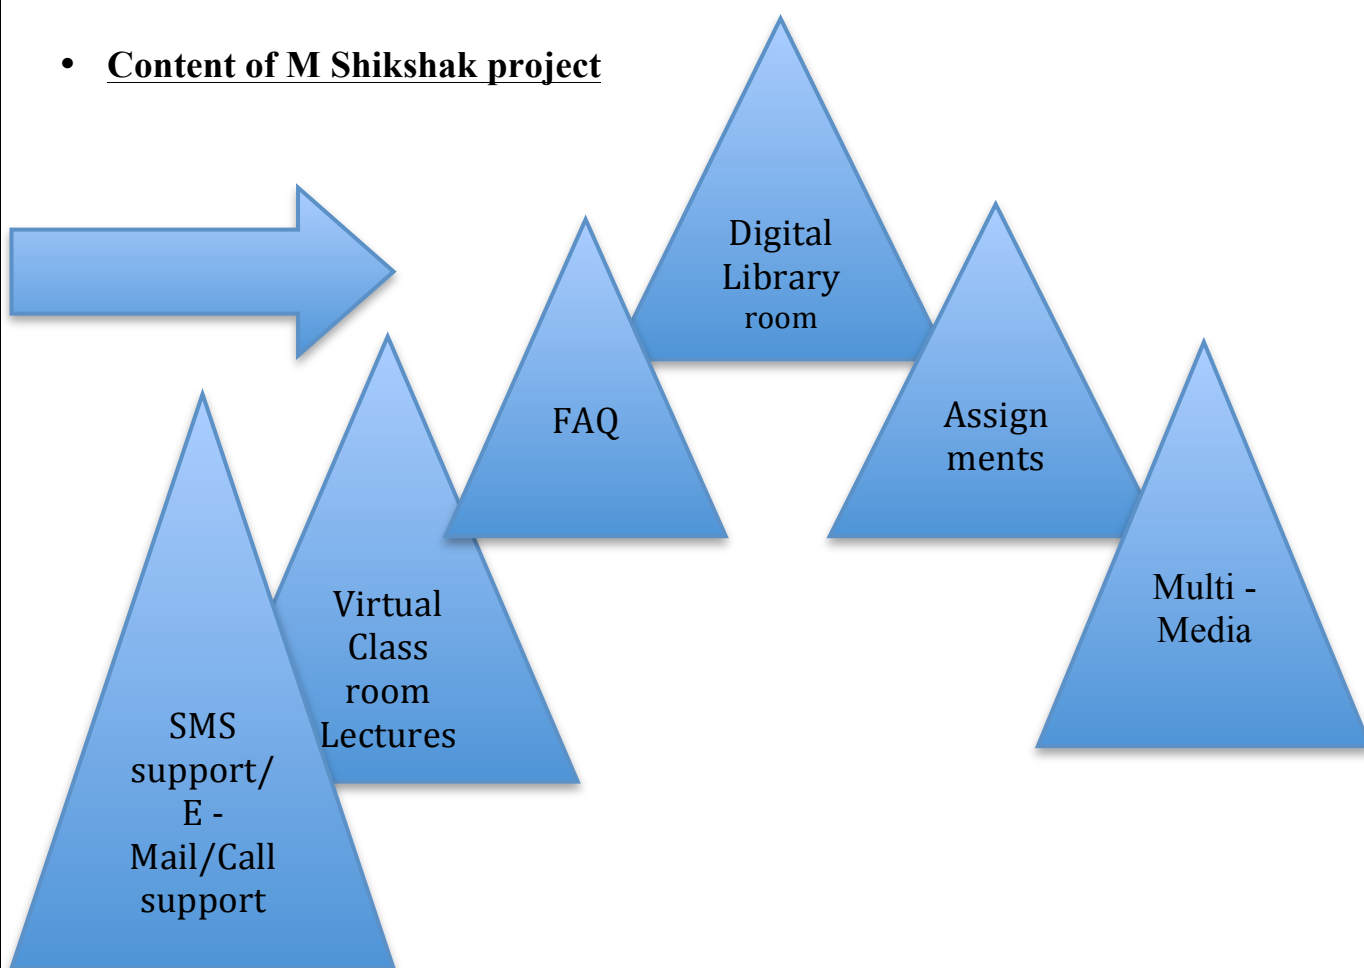 • Content of M Shikshak project
Digital
Library
room
FAQ
Assign
ments
Multi -
Media
Virtual
Class
room
Lectures
SMS
support/
E -
Mail/Call
support